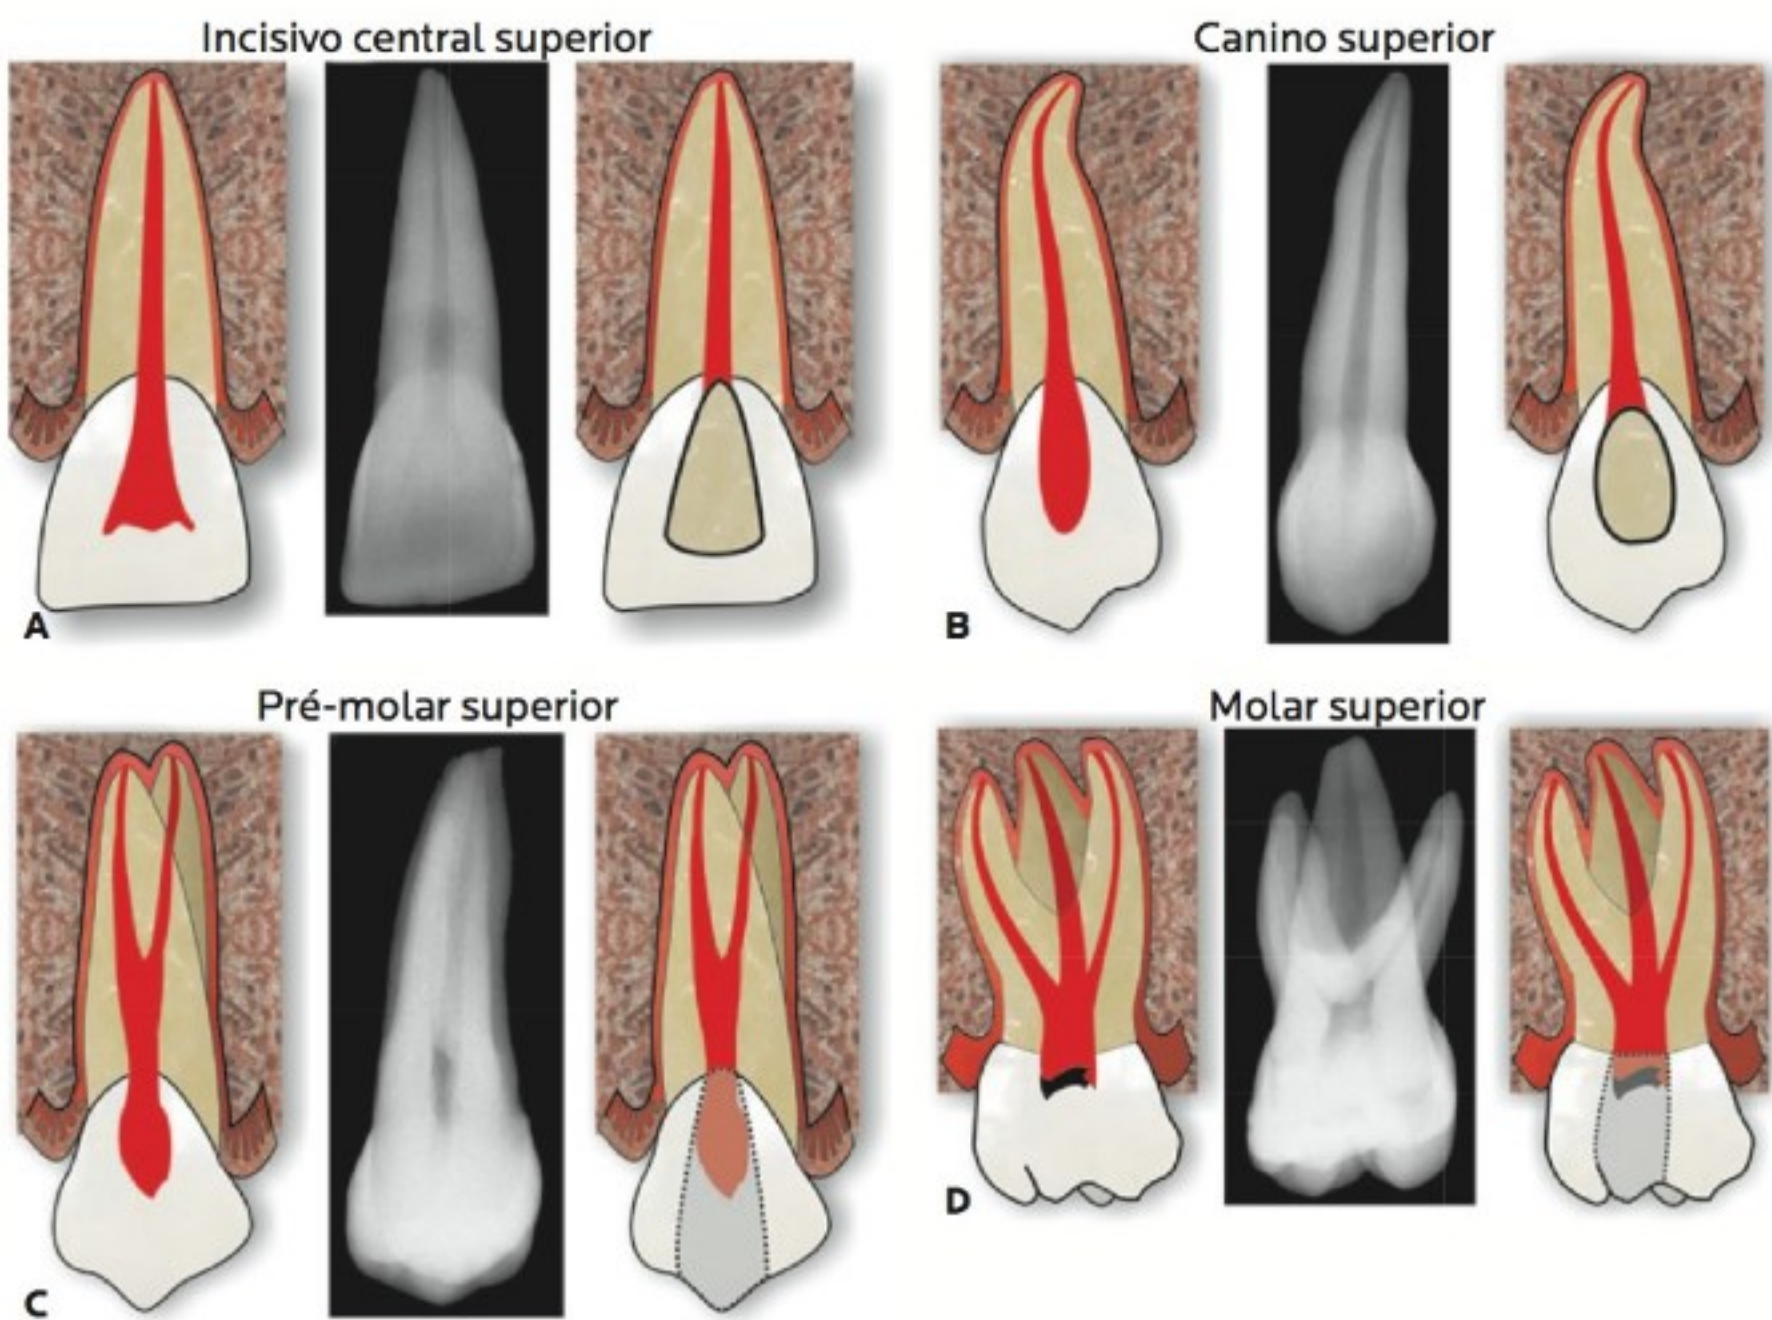 Incisivo central superior
Canino superior
A
B
Pré-molar superior
Molar superior
C
D